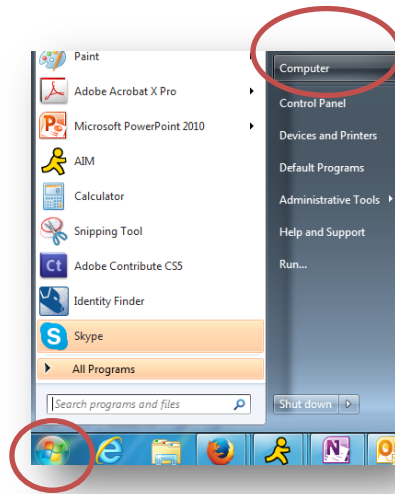 Paint
Adobe Acrobat X Pro
Microsoft PowerPoint 2010
AIM
Calculator
Snipping Tool
Ct
Adobe Contribute CS5
Identity Finder
S
Skype
All Programs
Search programs and files
Computer
Control Panel
Devices and Printers
Default Programs
Administrative Tools
Help and Support
Run...
Shut down